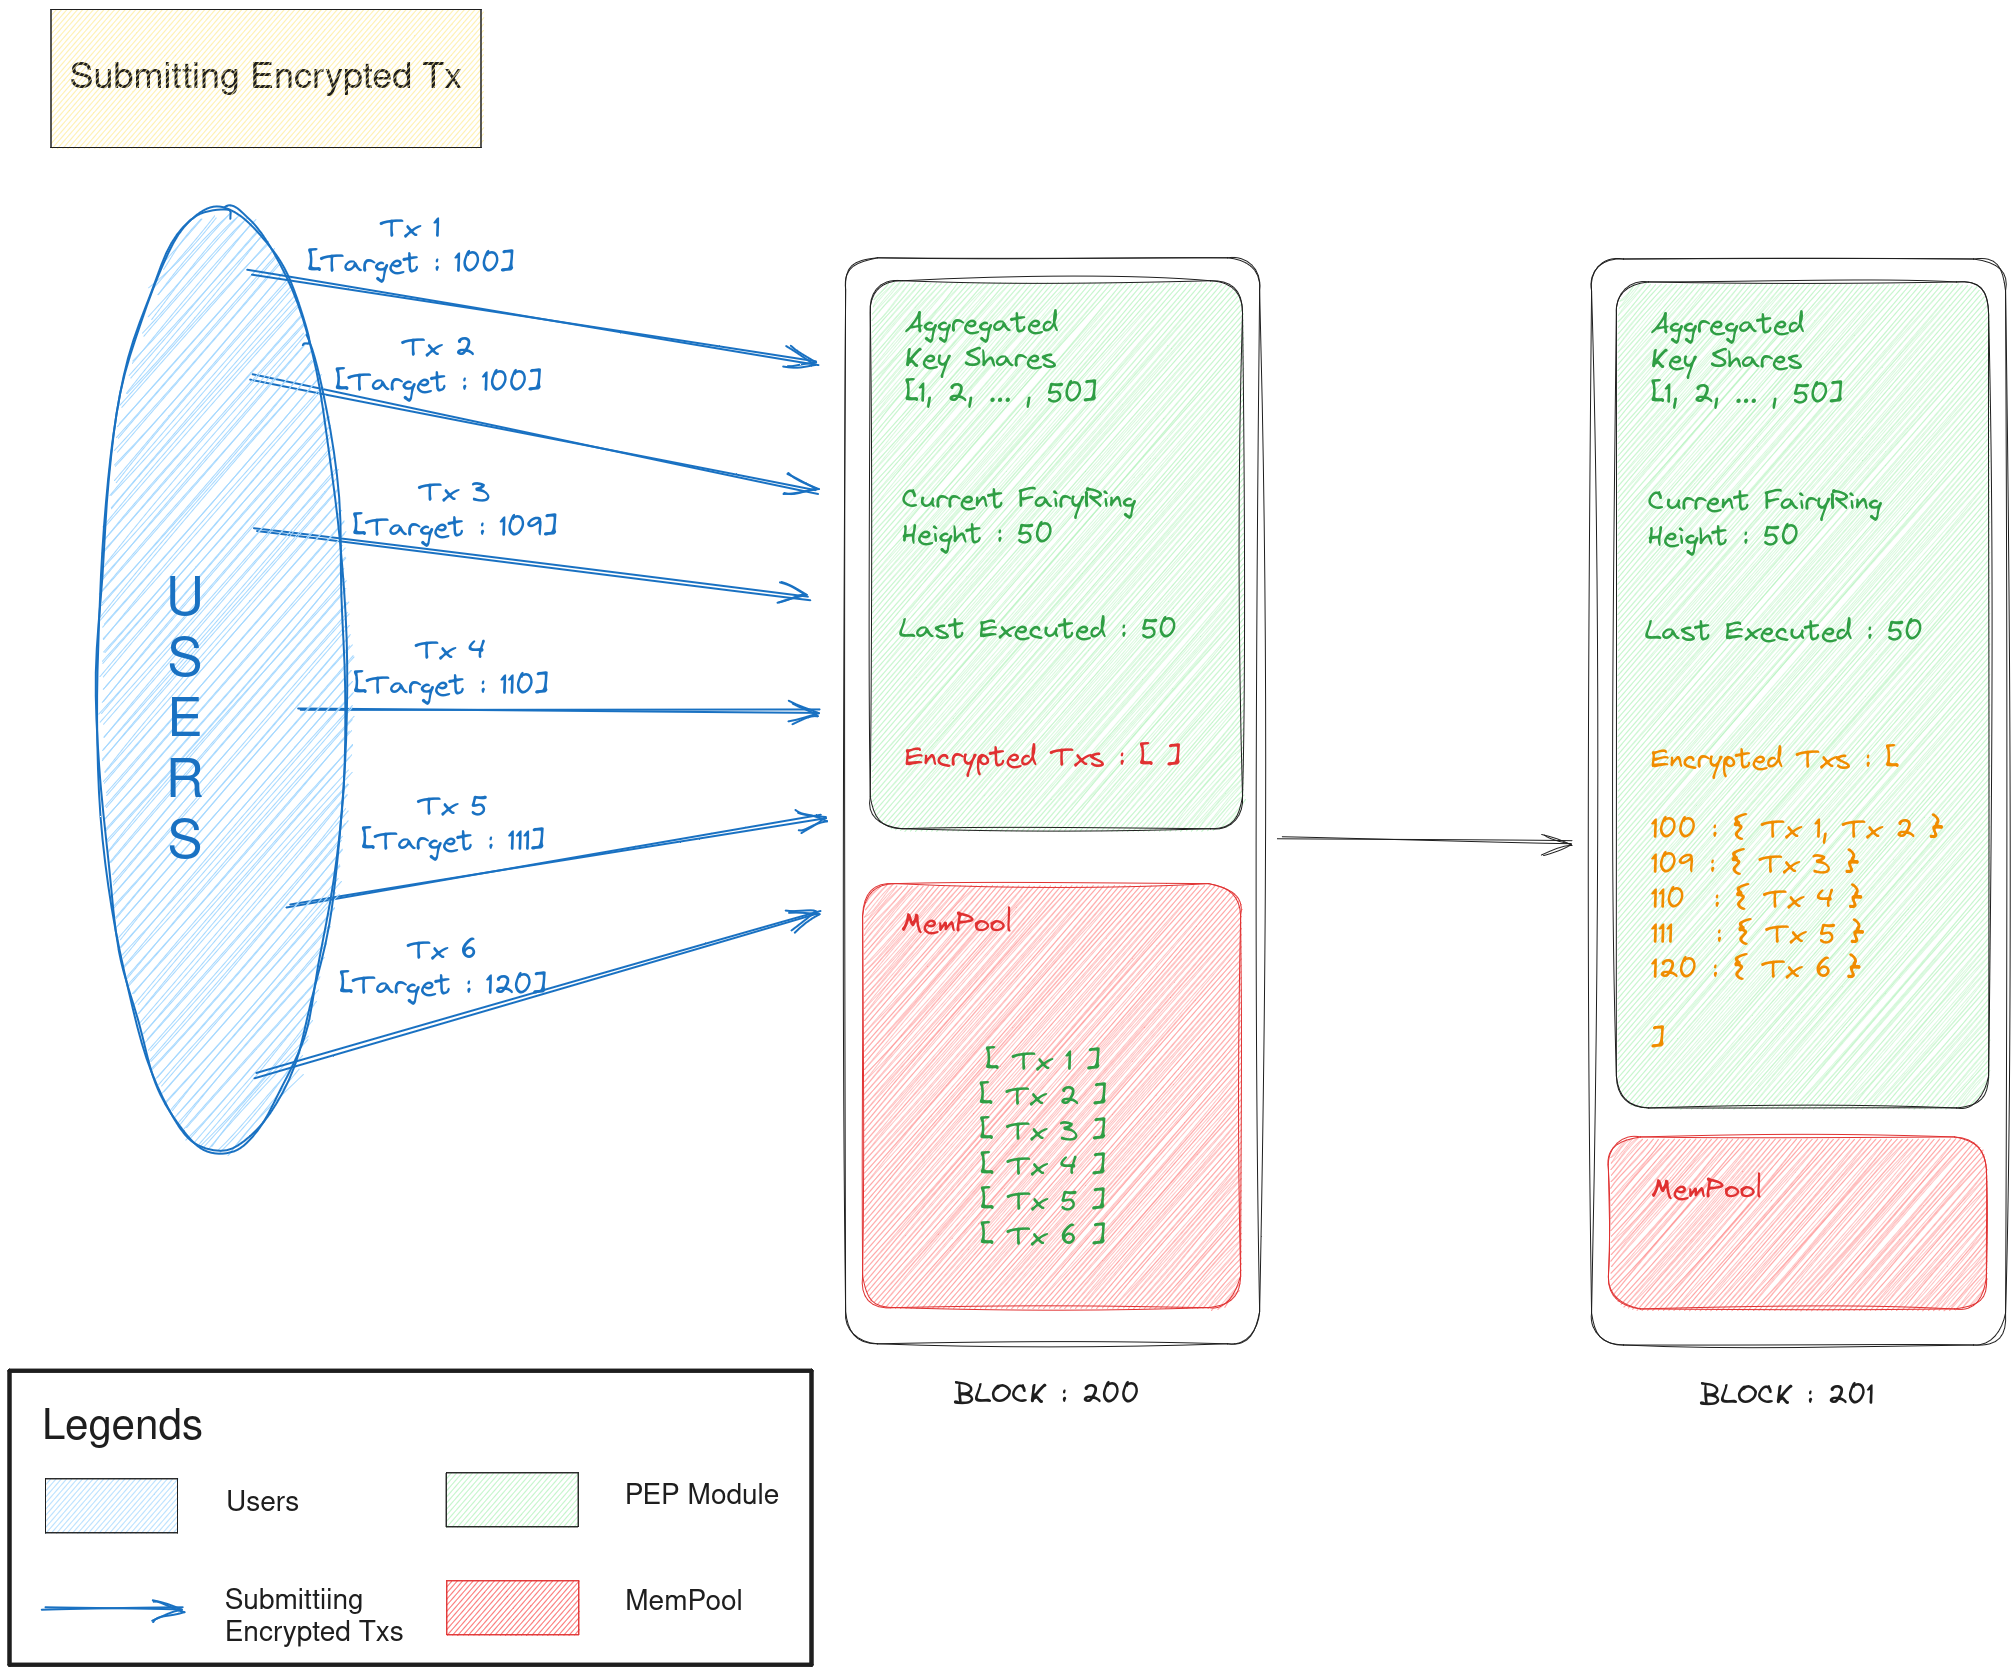 Submitting Encrypted Tx
Tx 1
[Target : 100]
Tx 2
[Target : 100]
Tx 3
[Target : 109]
Tx 4
[Target : 110]
Tx 5
[Target : 111]
Tx 6
[Target : 120]
U
S
E
R
S
Aggregated
Key Shares
[1, 2, ... , 50]
Current FairyRing
Height : 50
Last Executed : 50
Encrypted Txs : [ ]
MemPool
[ Tx 1 ]
[ Tx 2 ]
[ Tx 3 ]
[ Tx 4 ]
[ Tx 5 ]
[ Tx 6 ]
BLOCK : 200
Aggregated
Key Shares
[1, 2, ... , 50]
Current FairyRing
Height : 50
Last Executed : 50
Encrypted Txs : [
100 : { Tx 1, Tx 2 }
109 : { Tx 3 }
110 : { Tx 4 }
111 : { Tx 5 }
120 : { Tx 6 }
]
MemPool
BLOCK : 201
Legends
Users
PEP Module
Submittiing
Encrypted Txs
MemPool